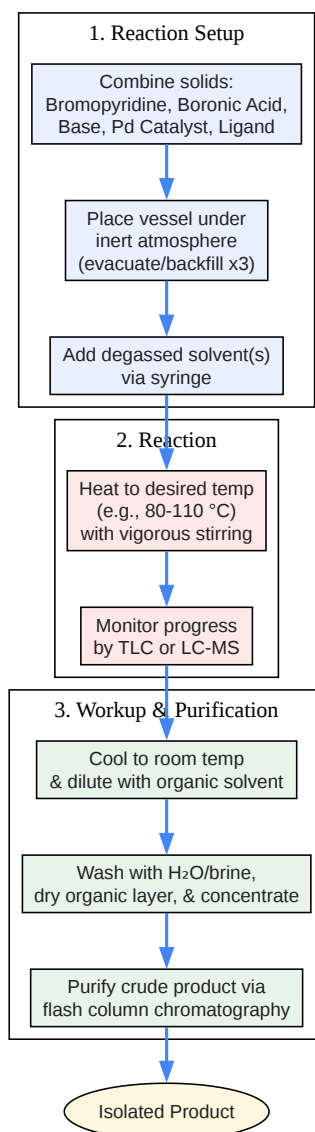 1. Reaction Setup
Combine solids:
Bromopyridine, Boronic Acid,
Base, Pd Catalyst, Ligand
Place vessel under
inert atmosphere
(evacuate/backfill x3)
Add degassed solvent(s)
via syringe
2. Reaction
Heat to desired temp
(e.g., 80-110 °C)
with vigorous stirring
Monitor progress
by TLC or LC-MS
3. Workup & Purification
Cool to room temp
& dilute with organic solvent
Wash with H₂O/brine,
dry organic layer, & concentrate
Purify crude product via
flash column chromatography
Isolated Product